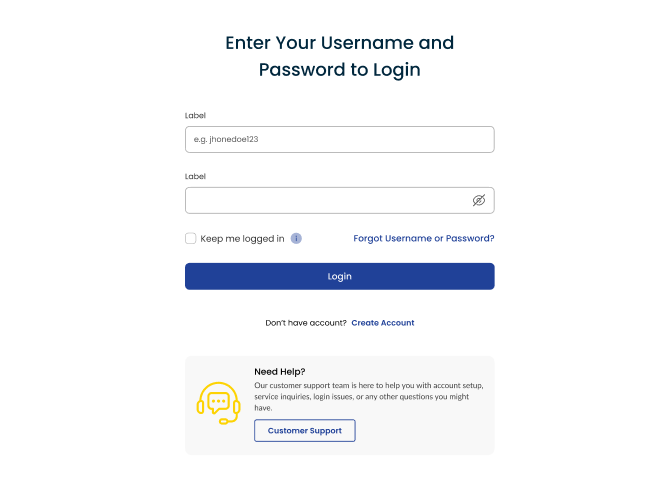 Enter Your Username and
Password to Login
Label
e.g. jhonedoe123
Label
Keep me logged in i Forgot Username or Password?
Login
Don't have account? Create Account
Need Help?
Our customer support team is here to help you with account setup,
service inquiries, login issues, or any other questions you might
have.
Customer Support